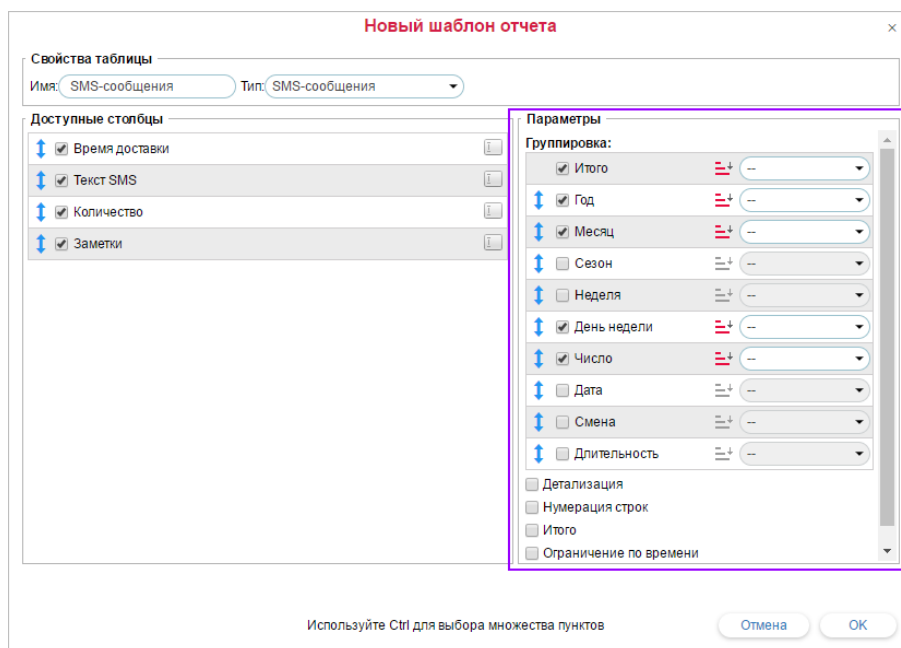 Новый шаблон отчета
×
Свойства таблицы
Имя: SMS-сообщения Тип: SMS-сообщения
Доступные столбцы
Время доставки
Текст SMS
Количество
Заметки
Параметры
Группировка:
Итого --
Год --
Месяц --
Сезон --
Неделя --
День недели --
Число --
Дата --
Смена --
Длительность --
Детализация
Нумерация строк
Итого
Ограничение по времени
Используйте Ctrl для выбора множества пунктов
Отмена OK